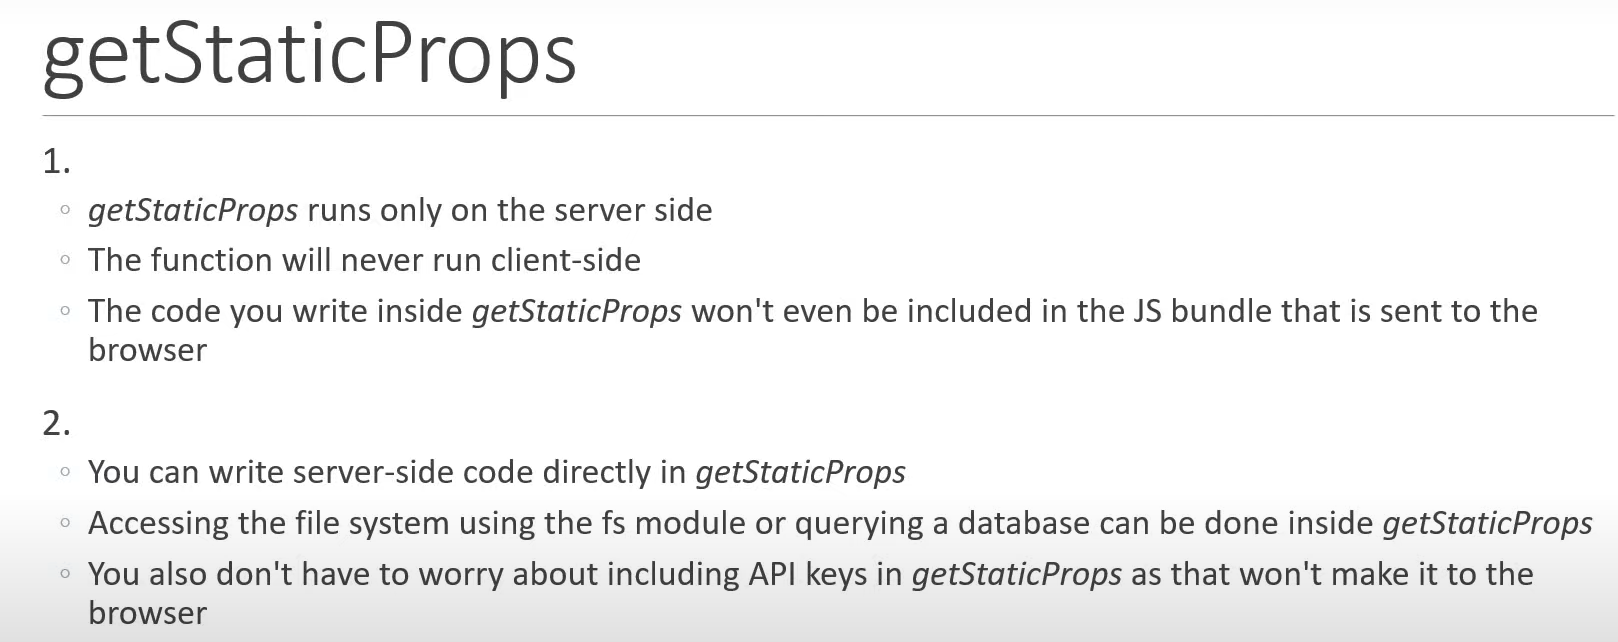 getStaticProps
1.
◦ getStaticProps runs only on the server side
◦ The function will never run client-side
◦ The code you write inside getStaticProps won't even be included in the JS bundle that is sent to the
browser
2.
◦ You can write server-side code directly in getStaticProps
◦ Accessing the file system using the fs module or querying a database can be done inside getStaticProps
◦ You also don't have to worry about including API keys in getStaticProps as that won't make it to the
browser